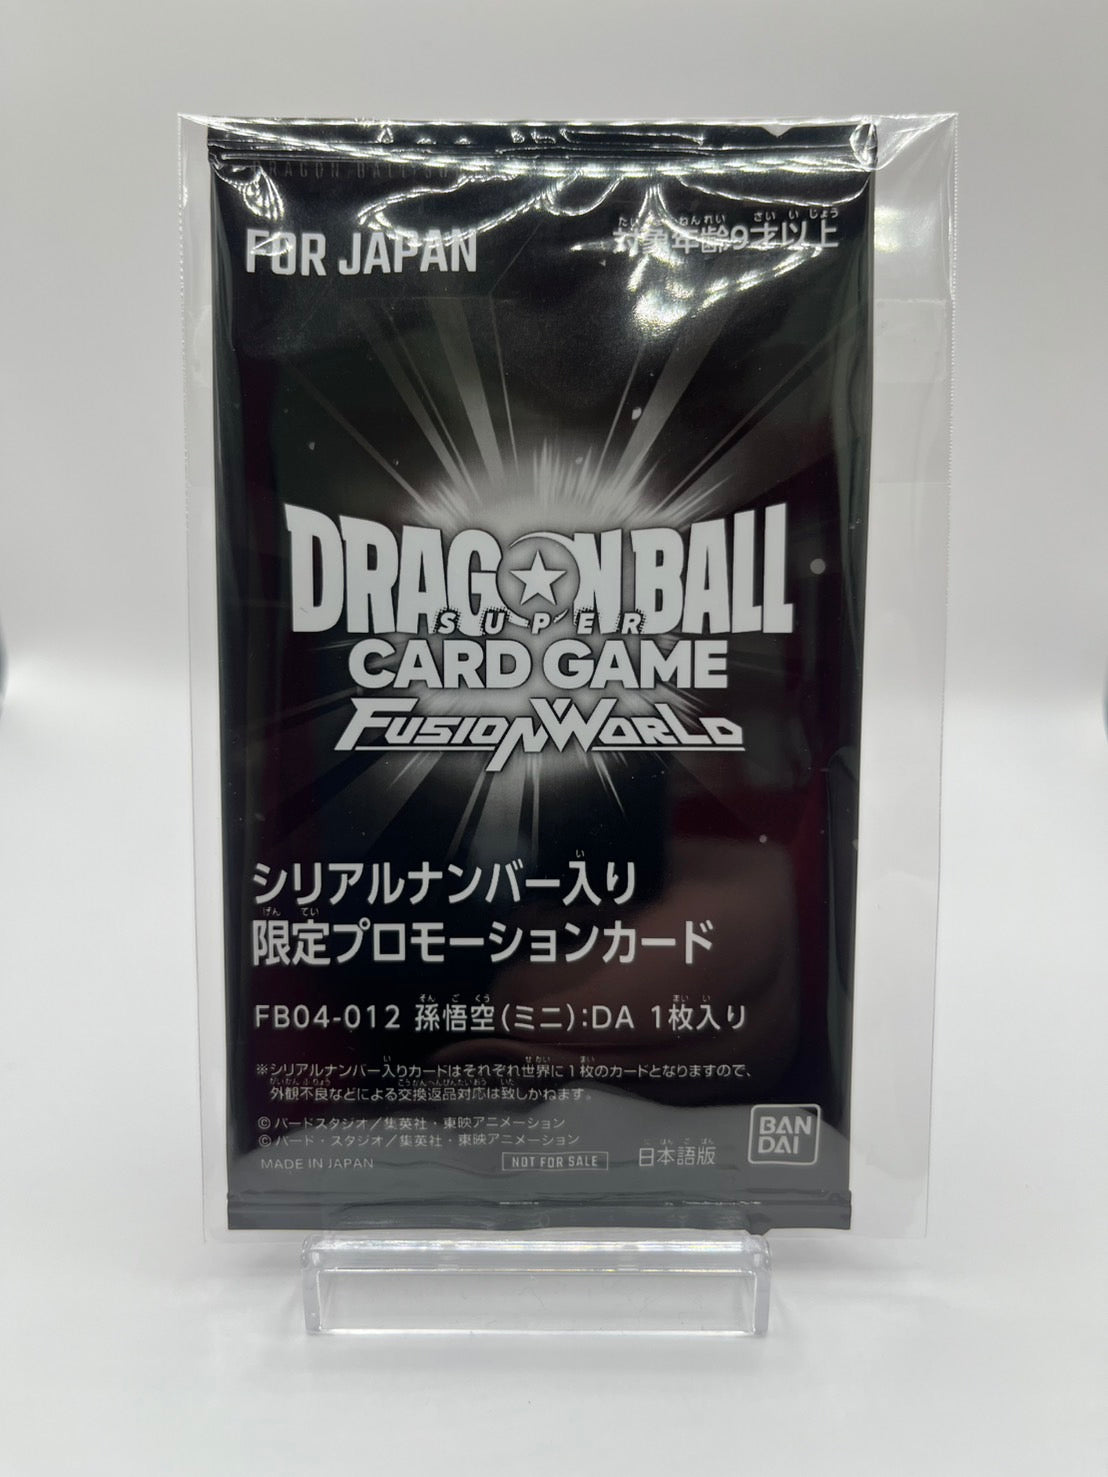 FOR JAPAN
対象年齢9才以上
DRAGON BALL
SUPER
CARD GAME
FUSION WORLD
シリアルナンバー入り
限定プロモーションカード
FB04-012 孫悟空(ミニ):DA 1枚入り
※シリアルナンバー入りカードはそれぞれ世界に1枚のカードとなりますので、
外観不良などによる交換返品対応は致しかねます。
©バードスタジオ/集英社・東映アニメーション
©バード・スタジオ/集英社・東映アニメーション
MADE IN JAPAN
NOT FOR SALE
日本語版
BAN
DAI